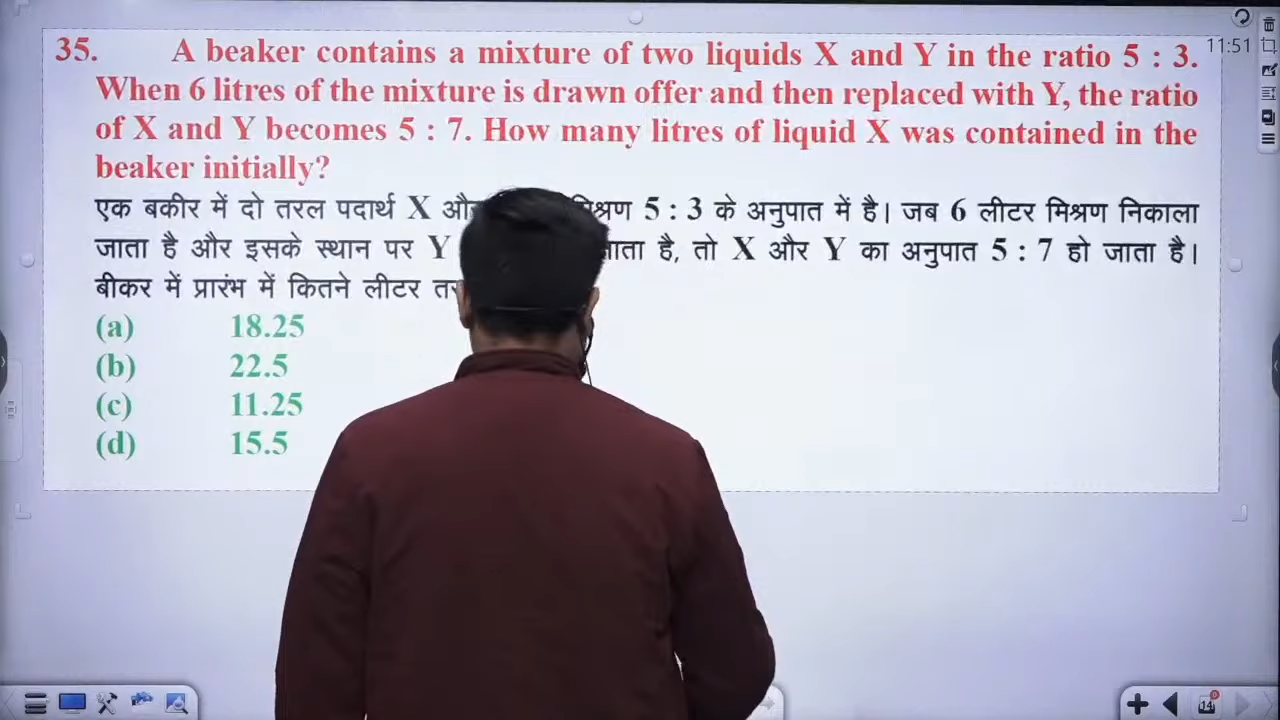 11:51
35. A beaker contains a mixture of two liquids X and Y in the ratio 5 : 3.
When 6 litres of the mixture is drawn offer and then replaced with Y, the ratio
of X and Y becomes 5 : 7. How many litres of liquid X was contained in the
beaker initially?
एक बकीर में दो तरल पदार्थ X 5 : 3 के अनुपात में है। जब 6 लीटर मिश्रण निकाला
जाता है और इसके स्थान पर Y है, तो X और Y का अनुपात 5 : 7 हो जाता है।
बीकर में प्रारंभ में कितने लीटर
(a) 18.25
(b) 22.5
(c) 11.25
(d) 15.5
14